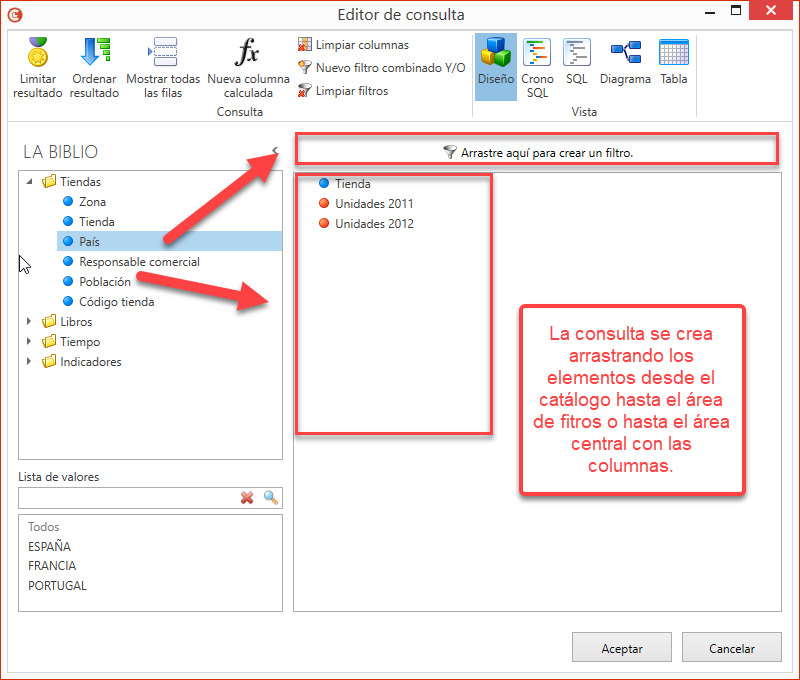 Editor de consulta
Limitar
resultado
Ordenar
resultado
Mostrar todas
las filas
fx
Nueva columna
calculada
Limpiar columnas
Nuevo filtro combinado Y/O
Limpiar filtros
Consulta
Diseño
Crono
SQL
SQL
Diagrama
Tabla
Vista
LA BIBLIO
Arrastre aquí para crear un filtro.
Tiendas
Zona
Tienda
País
Responsable comercial
Población
Código tienda
Libros
Tiempo
Indicadores
Tienda
Unidades 2011
Unidades 2012
La consulta se crea
arrastrando los
elementos desde el
catálogo hasta el área
de fitros o hasta el área
central con las
columnas.
Lista de valores
Todos
ESPAÑA
FRANCIA
PORTUGAL
Aceptar
Cancelar